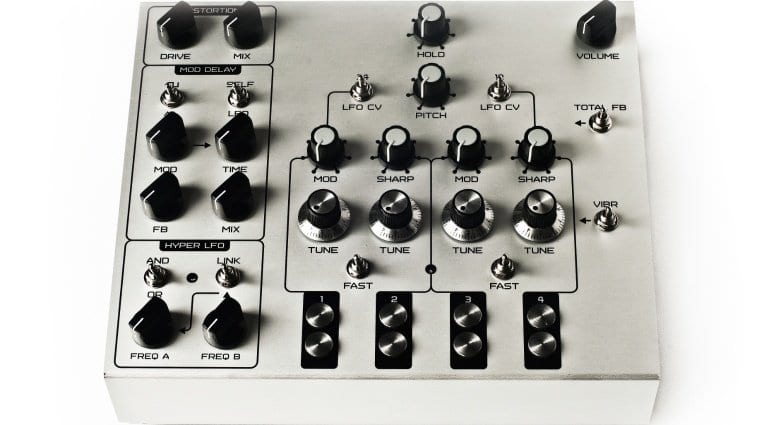 DISTORTION
DRIVE
MIX
HOLD
VOLUME
MOD DELAY
SELF
LFO
MOD
TIME
FB
MIX
LFO CV
PITCH
LFO CV
TOTAL FB
MOD
SHARP
MOD
SHARP
VIBR
TUNE
TUNE
TUNE
TUNE
FAST
FAST
HYPER LFO
AND
LINK
OR
FREQ A
FREQ B
1
2
3
4